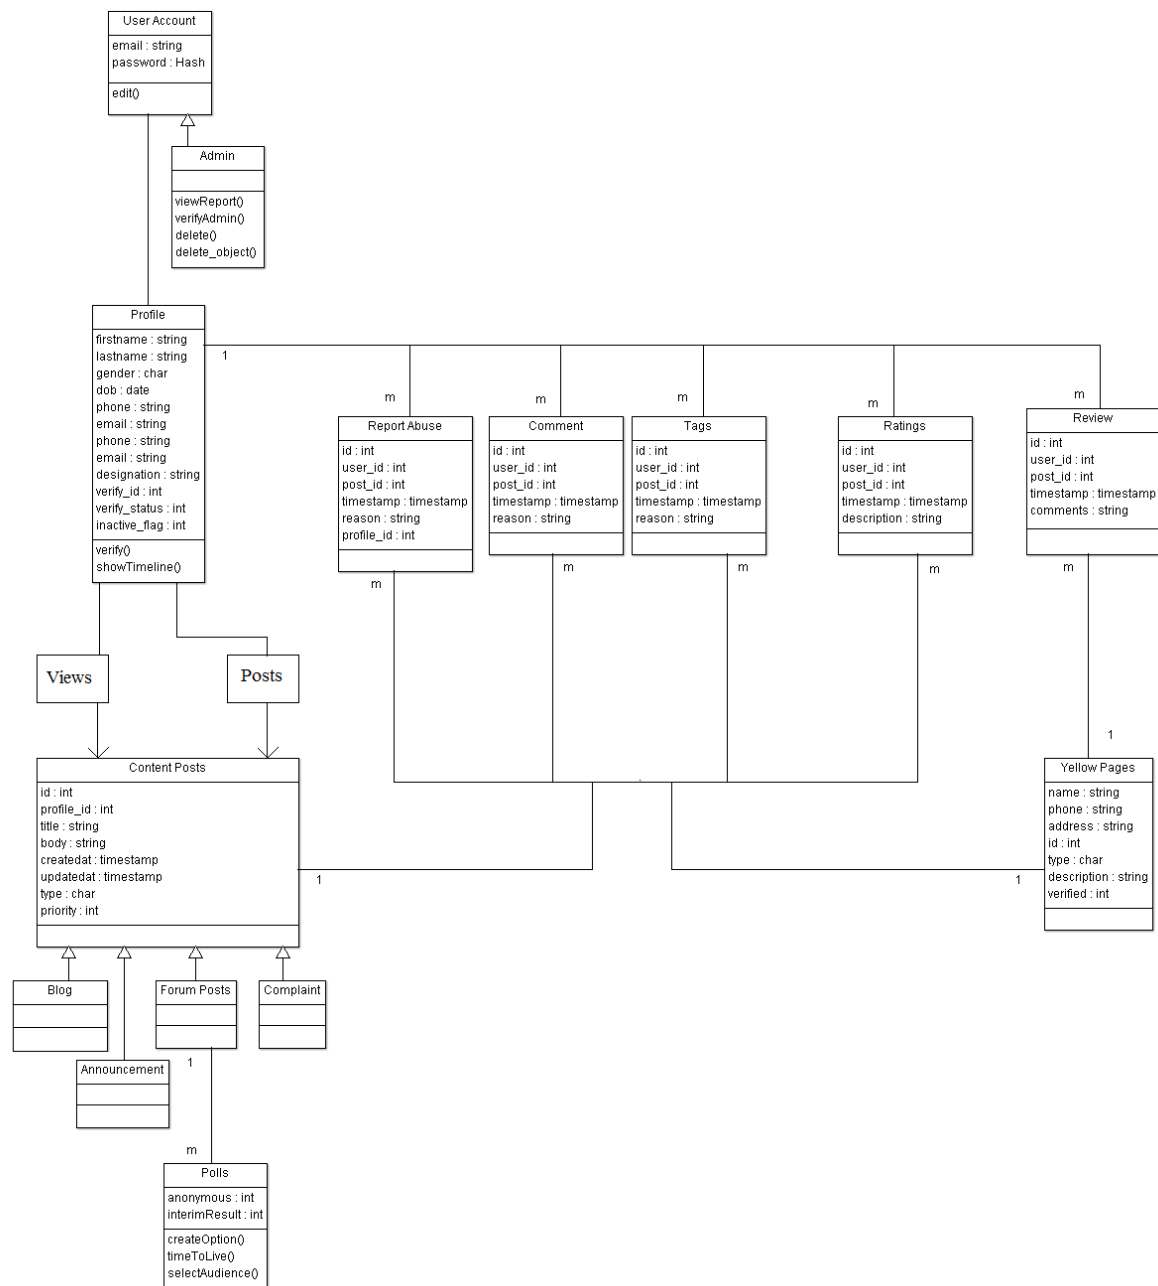 User Account
email : string
password : Hash
edit()
Admin
viewReport()
verifyAdmin()
delete()
delete_object()
Profile
firstname : string
lastname : string
gender : char
dob : date
phone : string
email : string
phone : string
email : string
designation : string
verify_id : int
verify_status : int
inactive_flag : int
verify()
showTimeline()
1
m
m
m
m
m
Report Abuse
id : int
user_id : int
post_id : int
timestamp : timestamp
reason : string
profile_id : int
m
Comment
id : int
user_id : int
post_id : int
timestamp : timestamp
reason : string
m
Tags
id : int
user_id : int
post_id : int
timestamp : timestamp
reason : string
m
Ratings
id : int
user_id : int
post_id : int
timestamp : timestamp
description : string
m
Review
id : int
user_id : int
post_id : int
timestamp : timestamp
comments : string
m
Views
Posts
1
Content Posts
id : int
profile_id : int
title : string
body : string
createdat : timestamp
updatedat : timestamp
type : char
priority : int
1
1
Yellow Pages
name : string
phone : string
address : string
id : int
type : char
description : string
verified : int
Blog
Forum Posts
Complaint
1
Announcement
m
Polls
anonymous : int
interimResult : int
createOption()
timeToLive()
selectAudience()